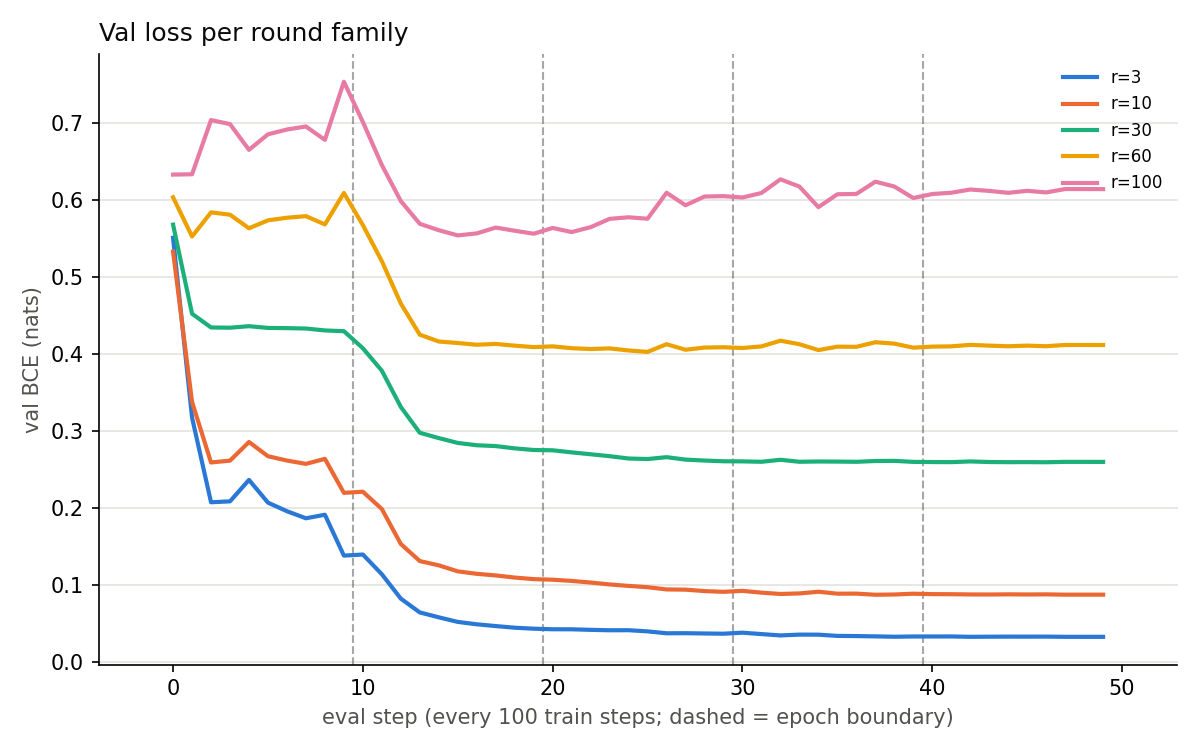 Val loss per round family
r=3
r=10
r=30
r=60
r=100
val BCE (nats)
0.7
0.6
0.5
0.4
0.3
0.2
0.1
0.0
0 10 20 30 40 50
eval step (every 100 train steps; dashed = epoch boundary)